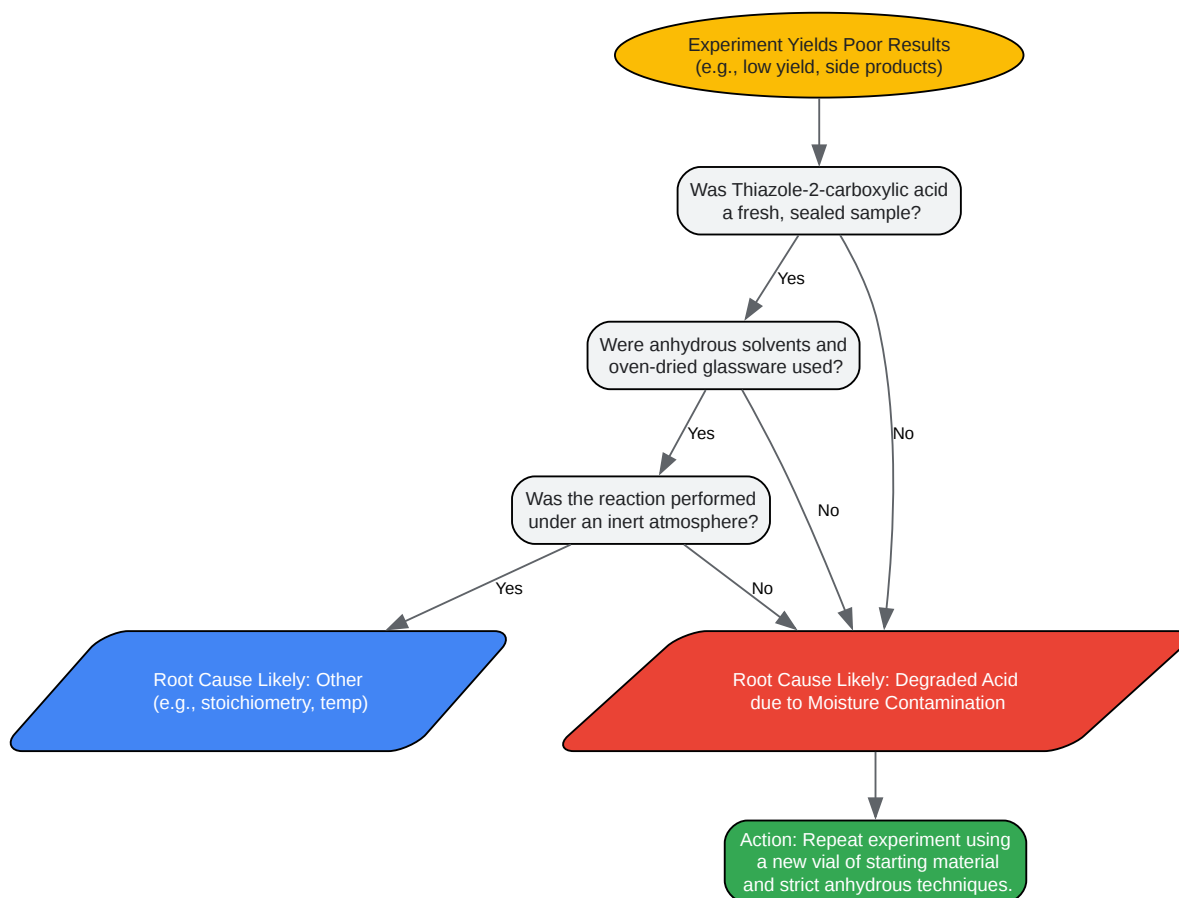 Experiment Yields Poor Results
(e.g., low yield, side products)
Was Thiazole-2-carboxylic acid
a fresh, sealed sample?
Yes
Were anhydrous solvents and
oven-dried glassware used?
No
Yes
Was the reaction performed
under an inert atmosphere?
No
Yes
No
Root Cause Likely: Other
(e.g., stoichiometry, temp)
Root Cause Likely: Degraded Acid
due to Moisture Contamination
Action: Repeat experiment using
a new vial of starting material
and strict anhydrous techniques.